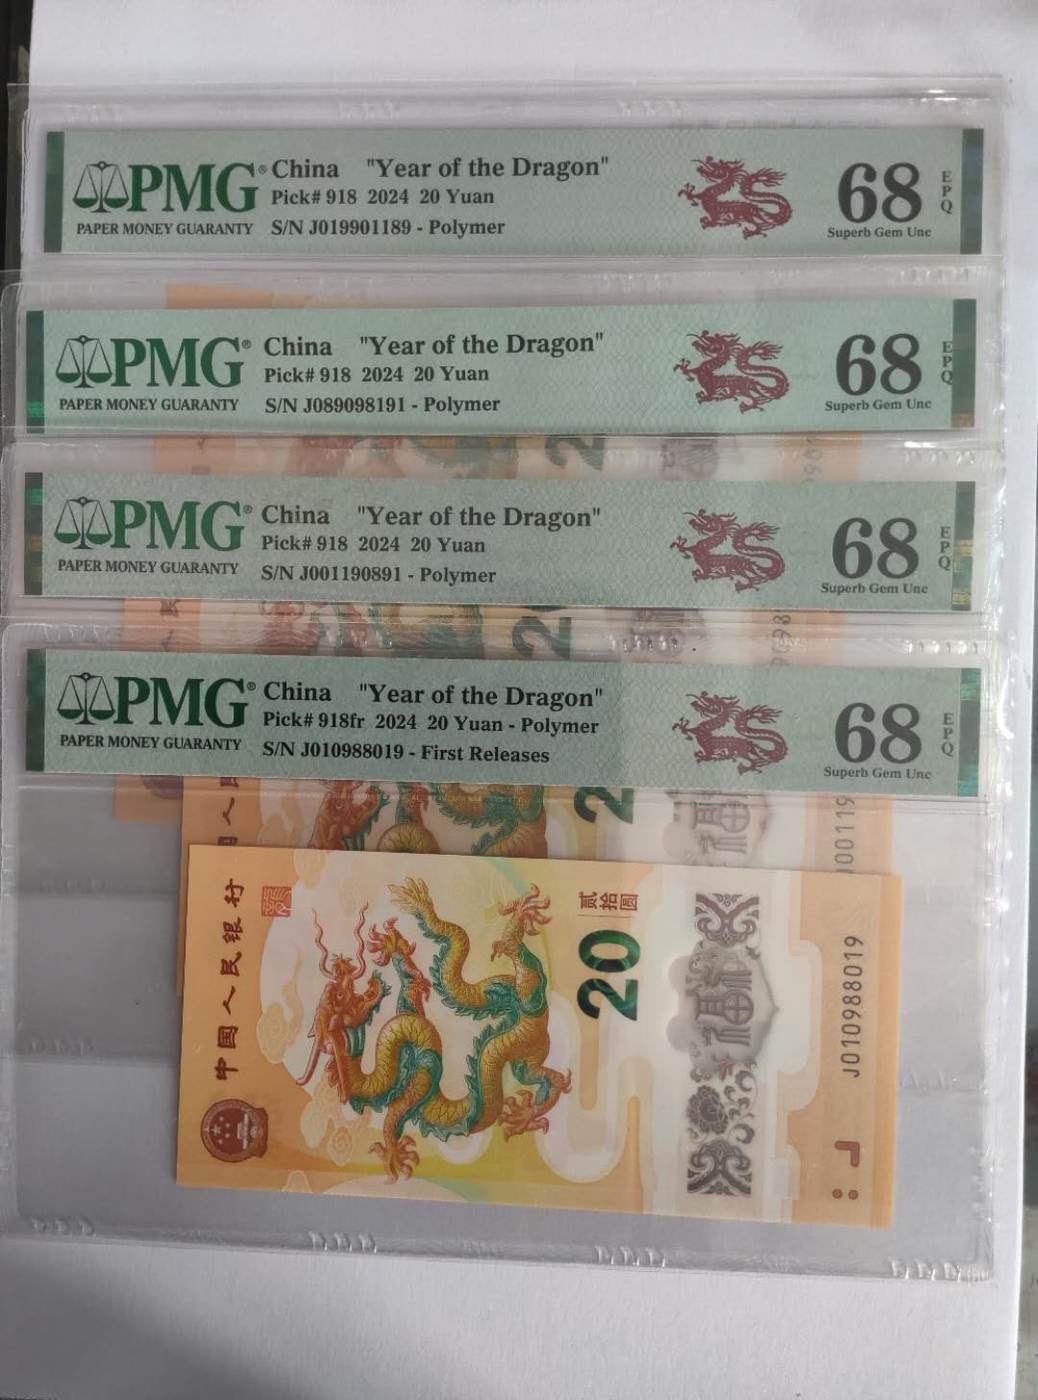 PMG® China "Year of the Dragon" 68 EPQ
Pick# 918 2024 20 Yuan
PAPER MONEY GUARANTY S/N J019901189 - Polymer Superb Gem Unc
PMG® China "Year of the Dragon" 68 EPQ
Pick# 918 2024 20 Yuan
PAPER MONEY GUARANTY S/N J089098191 - Polymer Superb Gem Unc
PMG® China "Year of the Dragon" 68 EPQ
Pick# 918 2024 20 Yuan
PAPER MONEY GUARANTY S/N J001190891 - Polymer Superb Gem Unc
PMG® China "Year of the Dragon" 68 EPQ
Pick# 918fr 2024 20 Yuan - Polymer
PAPER MONEY GUARANTY S/N J010988019 - First Releases Superb Gem Unc
中国人民银行
贰拾圆
20
J010988019